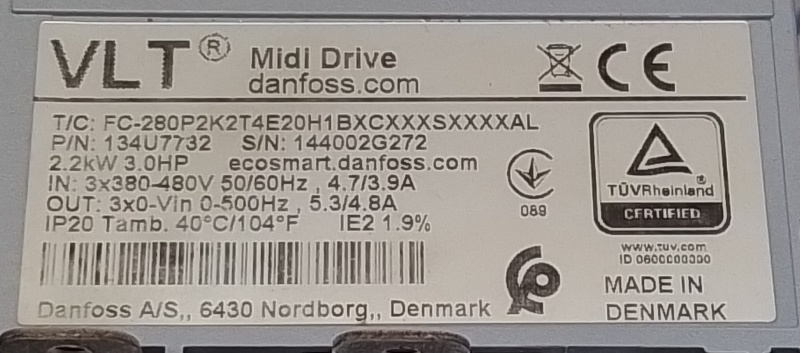 VLT® Midi Drive
danfoss.com
T/C: FC-280P2K2T4E20H1BXCXXXSXXXXAL
P/N: 134U7732 S/N: 144002G272
2.2kW 3.0HP ecosmart.danfoss.com
IN: 3x380-480V 50/60Hz , 4.7/3.9A
OUT: 3x0-Vin 0-500Hz , 5.3/4.8A
IP20 Tamb. 40°C/104°F IE2 1.9%
Danfoss A/S,, 6430 Nordborg,, Denmark
CE
089
TÜVRheinland®
CERTIFIED
www.tuv.com
ID 0600000300
MADE IN
DENMARK